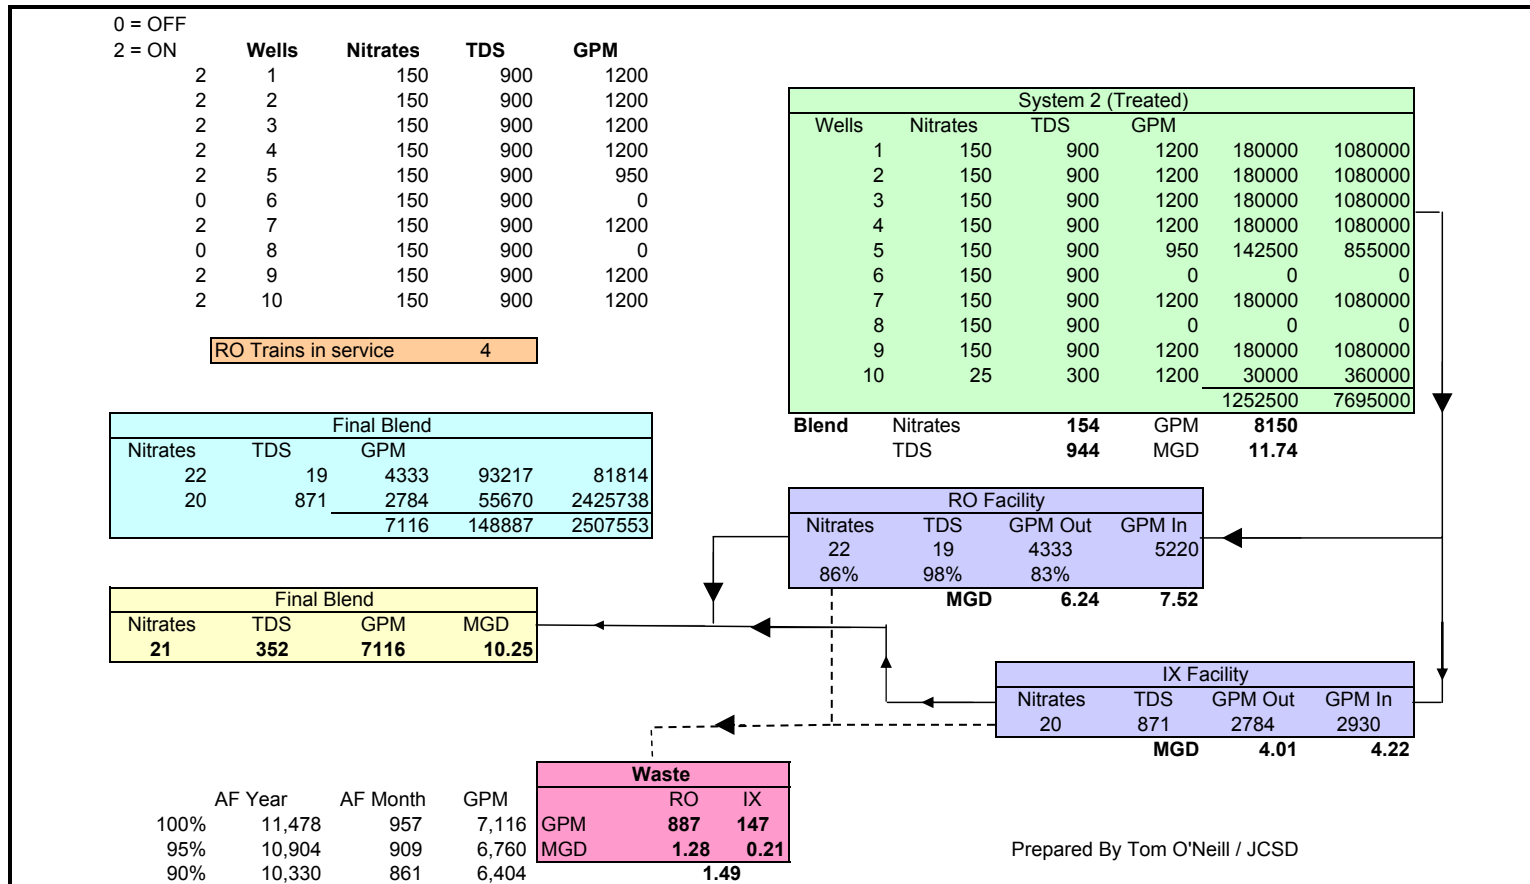 0 = OFF
2 = ON Wells Nitrates TDS GPM
2 1 150 900 1200
2 2 150 900 1200
2 3 150 900 1200
2 4 150 900 1200
2 5 150 900 950
0 6 150 900 0
2 7 150 900 1200
0 8 150 900 0
2 9 150 900 1200
2 10 150 900 1200
RO Trains in service 4
System 2 (Treated)
Wells Nitrates TDS GPM
1 150 900 1200 180000 1080000
2 150 900 1200 180000 1080000
3 150 900 1200 180000 1080000
4 150 900 1200 180000 1080000
5 150 900 950 142500 855000
6 150 900 0 0 0
7 150 900 1200 180000 1080000
8 150 900 0 0 0
9 150 900 1200 180000 1080000
10 25 300 1200 30000 360000
1252500 7695000
Blend Nitrates 154 GPM 8150
TDS 944 MGD 11.74
Final Blend
Nitrates TDS GPM
22 19 4333 93217 81814
20 871 2784 55670 2425738
7116 148887 2507553
RO Facility
Nitrates TDS GPM Out GPM In
22 19 4333 5220
86% 98% 83%
MGD 6.24 7.52
Final Blend
Nitrates TDS GPM MGD
21 352 7116 10.25
IX Facility
Nitrates TDS GPM Out GPM In
20 871 2784 2930
MGD 4.01 4.22
Waste
RO IX
GPM 887 147
MGD 1.28 0.21
1.49
AF Year AF Month GPM
100% 11,478 957 7,116
95% 10,904 909 6,760
90% 10,330 861 6,404
Prepared By Tom O'Neill / JCSD